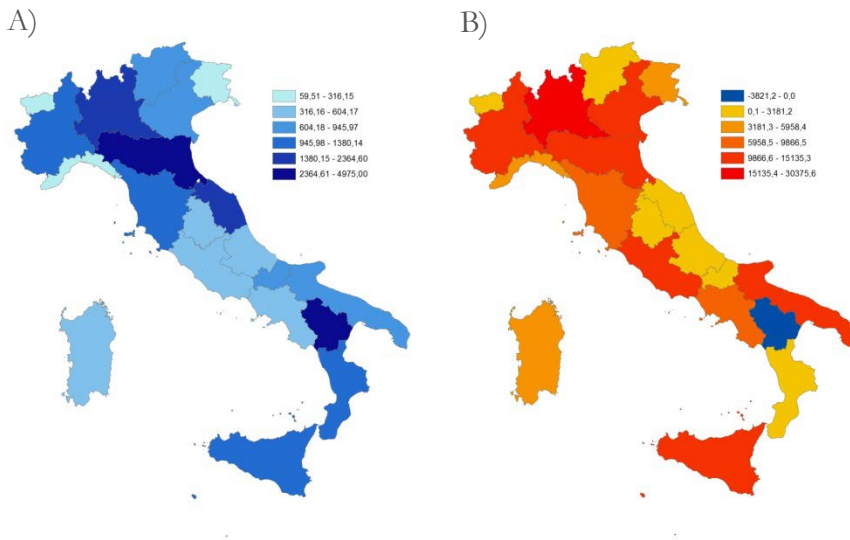 A)
59,51 - 316,15
316,16 - 604,17
604,18 - 945,97
945,98 - 1380,14
1380,15 - 2364,60
2364,61 - 4975,00
B)
-3821,2 - 0,0
0,1 - 3181,2
3181,3 - 5958,4
5958,5 - 9866,5
9866,6 - 15135,3
15135,4 - 30375,6